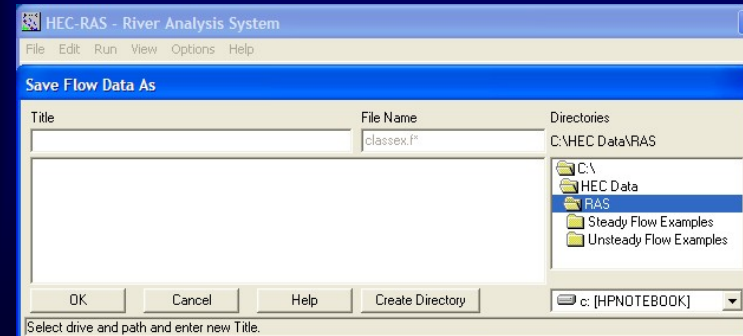 HEC-RAS - River Analysis System
File Edit Run View Options Help
Save Flow Data As
Title File Name Directories
classex.f* C:\HEC Data\RAS
C:\
HEC Data
RAS
Steady Flow Examples
Unsteady Flow Examples
OK Cancel Help Create Directory c: [HPNOTEBOOK]
Select drive and path and enter new Title.